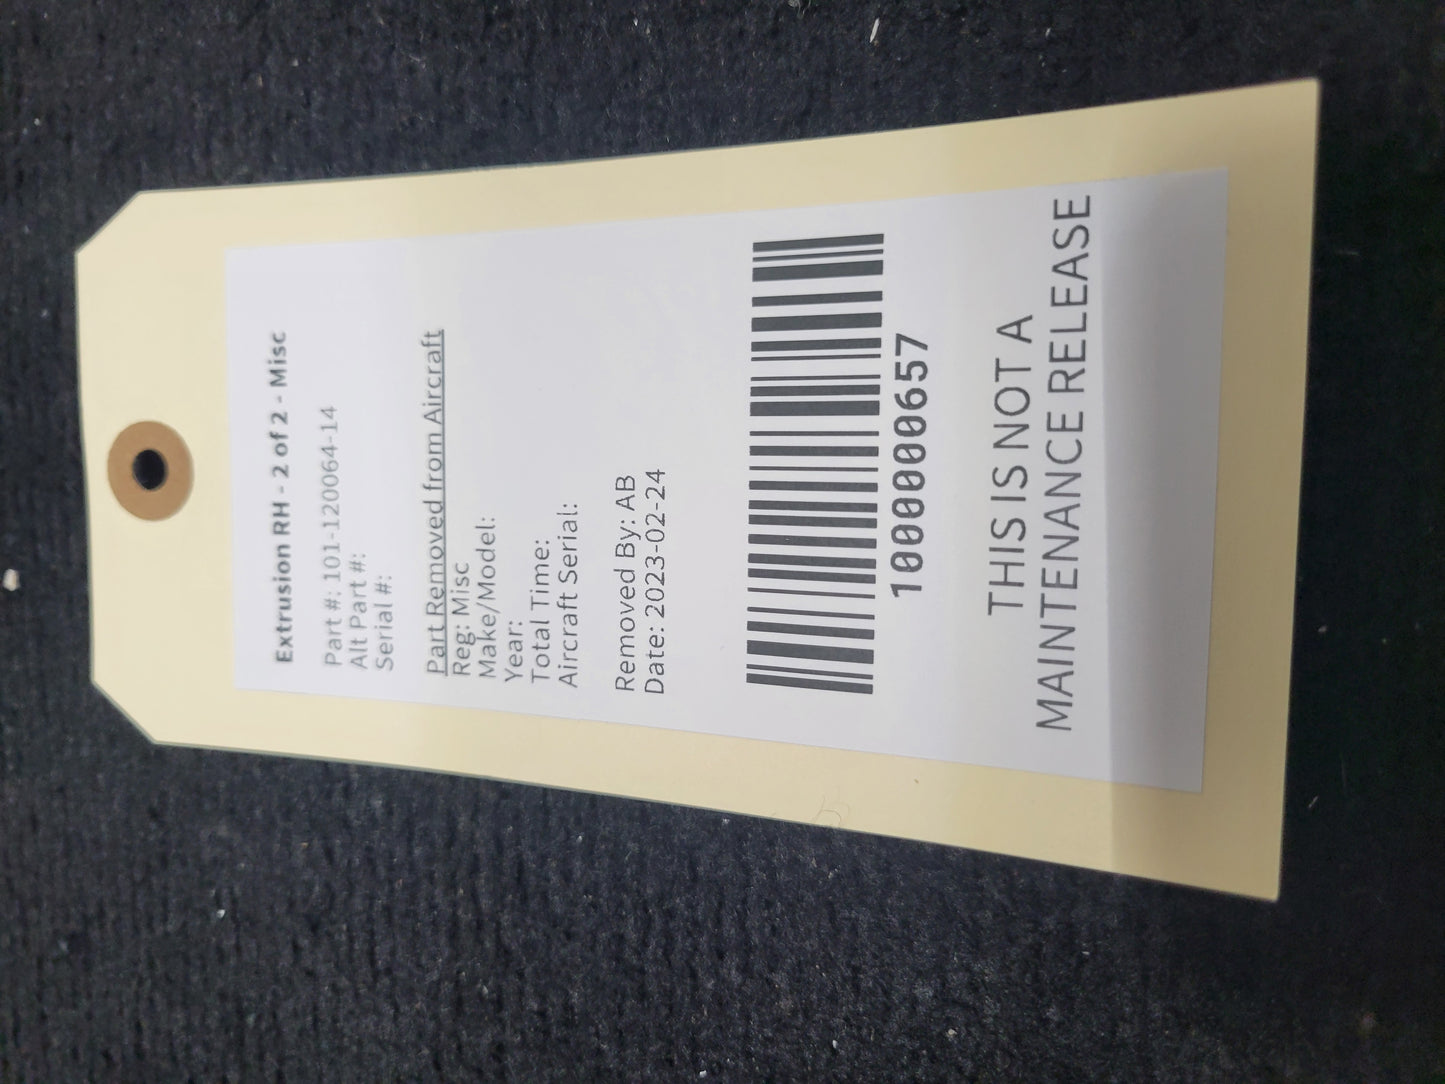 Extrusion RH - 2 of 2 - Misc
Part #: 101-120064-14
Alt Part #:
Serial #:
Part Removed from Aircraft
Reg: Misc
Make/Model:
Year:
Total Time:
Aircraft Serial:
Removed By: AB
Date: 2023-02-24
1000000657
THIS IS NOT A
MAINTENANCE RELEASE